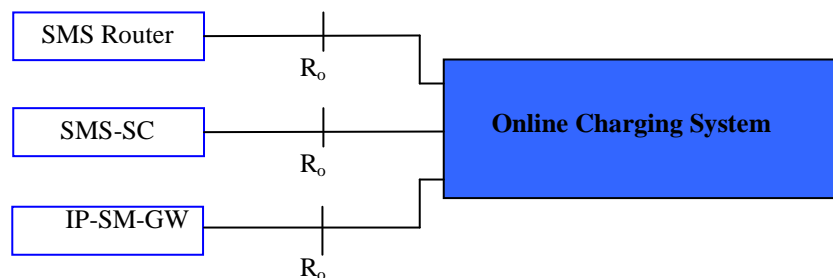 SMS Router
Rₒ
SMS-SC
Online Charging System
Rₒ
IP-SM-GW
Rₒ